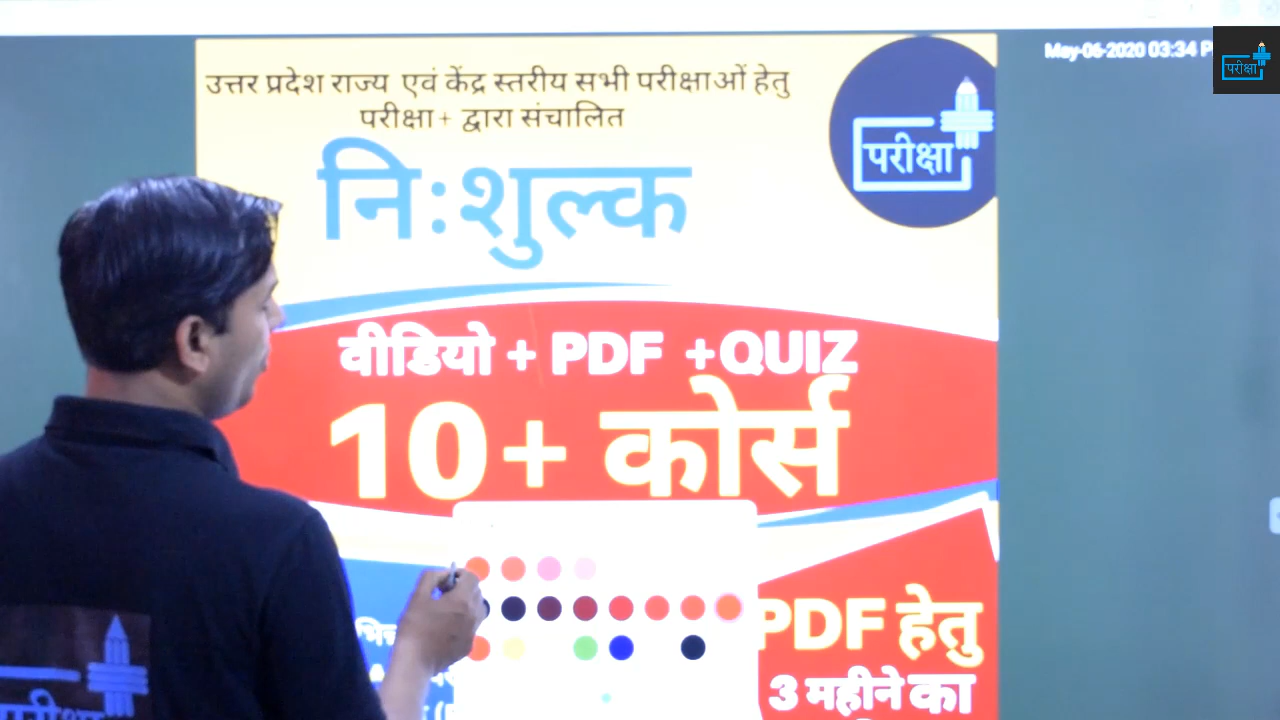 May-06-2020 03:34 P
परीक्षा
उत्तर प्रदेश राज्य एवं केंद्र स्तरीय सभी परीक्षाओं हेतु
परीक्षा+ द्वारा संचालित
परीक्षा
निःशुल्क
वीडियो + PDF +QUIZ
10+ कोर्स
PDF हेतु
3 महीने का
परीक्षा